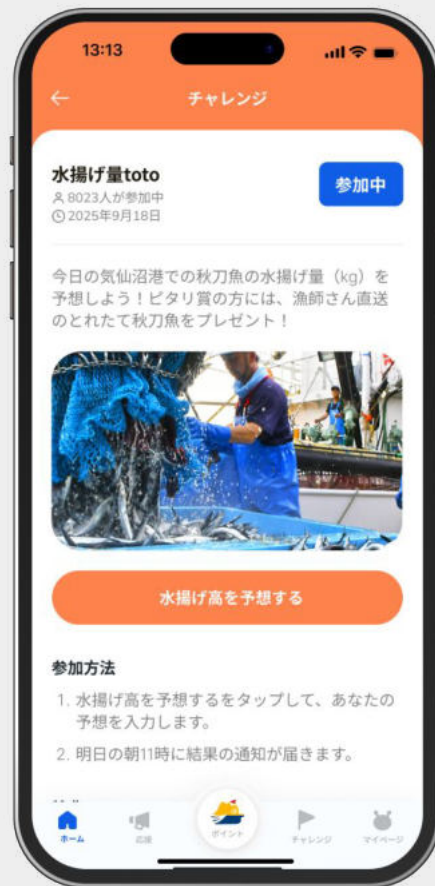 13:13
チャレンジ
水揚げ量toto
8023人が参加中
2025年9月18日
参加中
今日の気仙沼港での秋刀魚の水揚げ量（kg）を
予想しよう！ピタリ賞の方には、漁師さん直送
のとれたて秋刀魚をプレゼント！
水揚げ高を予想する
参加方法
1. 水揚げ高を予想するをタップして、あなたの
予想を入力します。
2. 明日の朝11時に結果の通知が届きます。
ホーム
応援
ポイント
チャレンジ
マイページ